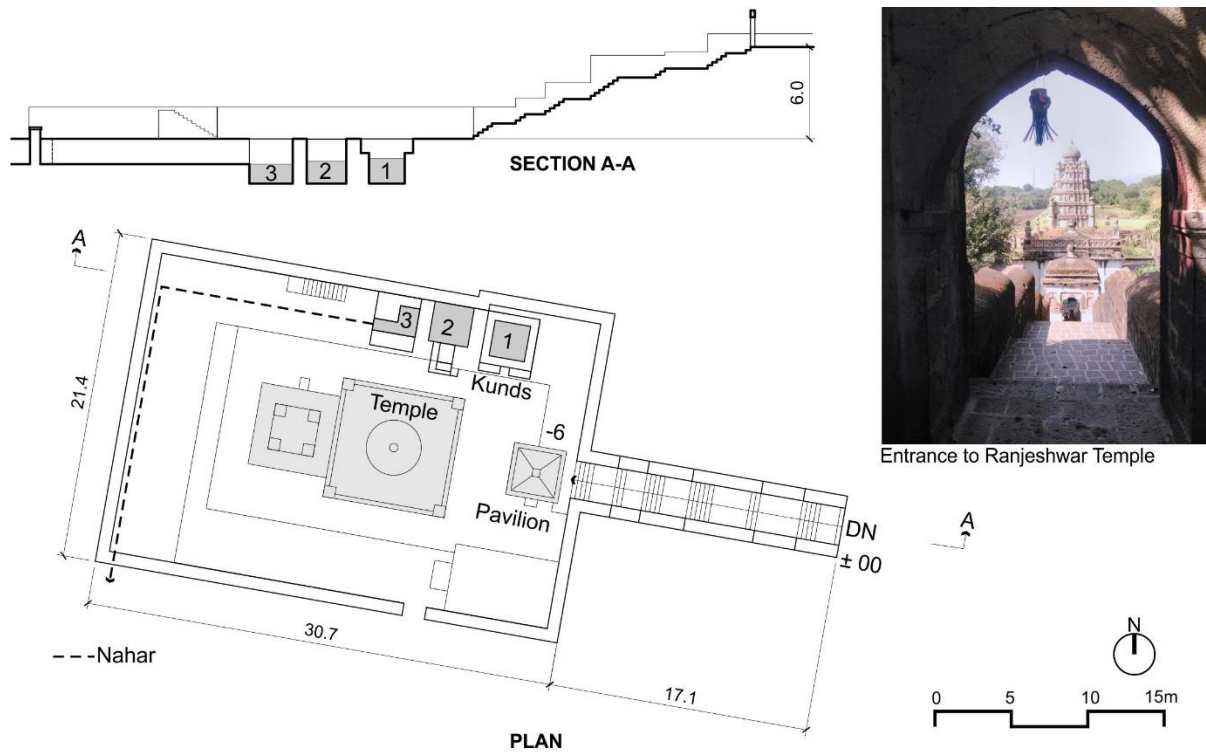 6.0
3
2
1
SECTION A-A
Entrance to Ranjeshwar Temple
A
21.4
3
2
1
Kunds
Temple
-6
Pavilion
DN
± 00
A
30.7
17.1
Nahar
PLAN
N
0 5 10 15m